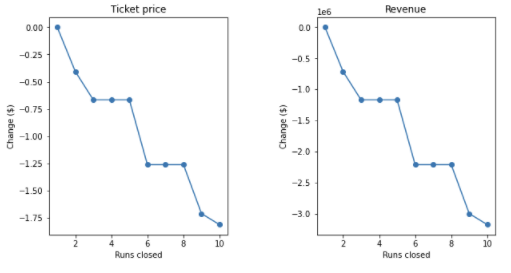 Ticket price
0.00
−0.25
−0.50
−0.75
−1.00
−1.25
−1.50
−1.75
Change ($)
2 4 6 8 10
Runs closed
Revenue
1e6
0.0
−0.5
−1.0
−1.5
−2.0
−2.5
−3.0
Change ($)
2 4 6 8 10
Runs closed